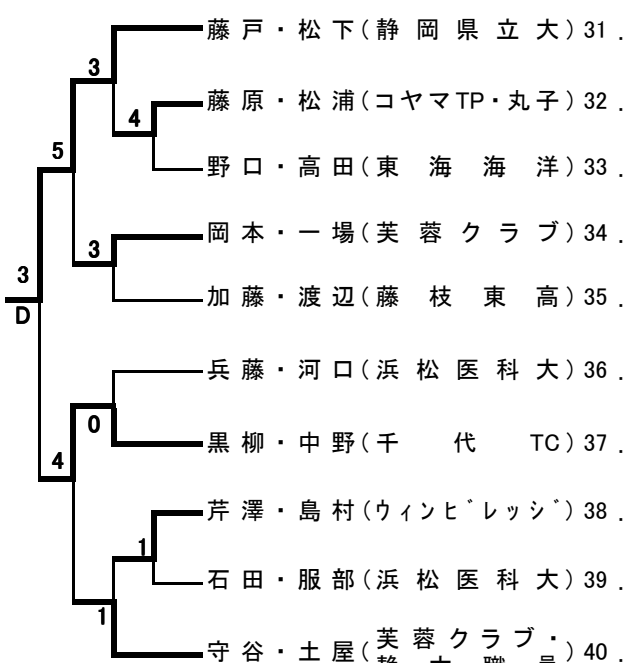 藤戸・松下(静岡県立大)31 .
3
藤原・松浦(コヤマTP・丸子)32 .
4
5
野口・高田(東海海洋)33 .
岡本・一場(芙蓉クラブ)34 .
3
3
D
加藤・渡辺(藤枝東高)35 .
兵藤・河口(浜松医科大)36 .
0
黒柳・中野(千代TC)37 .
4
芹澤・島村(ウィンビレッジ)38 .
1
石田・服部(浜松医科大)39 .
1
守谷・土屋(芙蓉クラブ・
静大職員)40 .